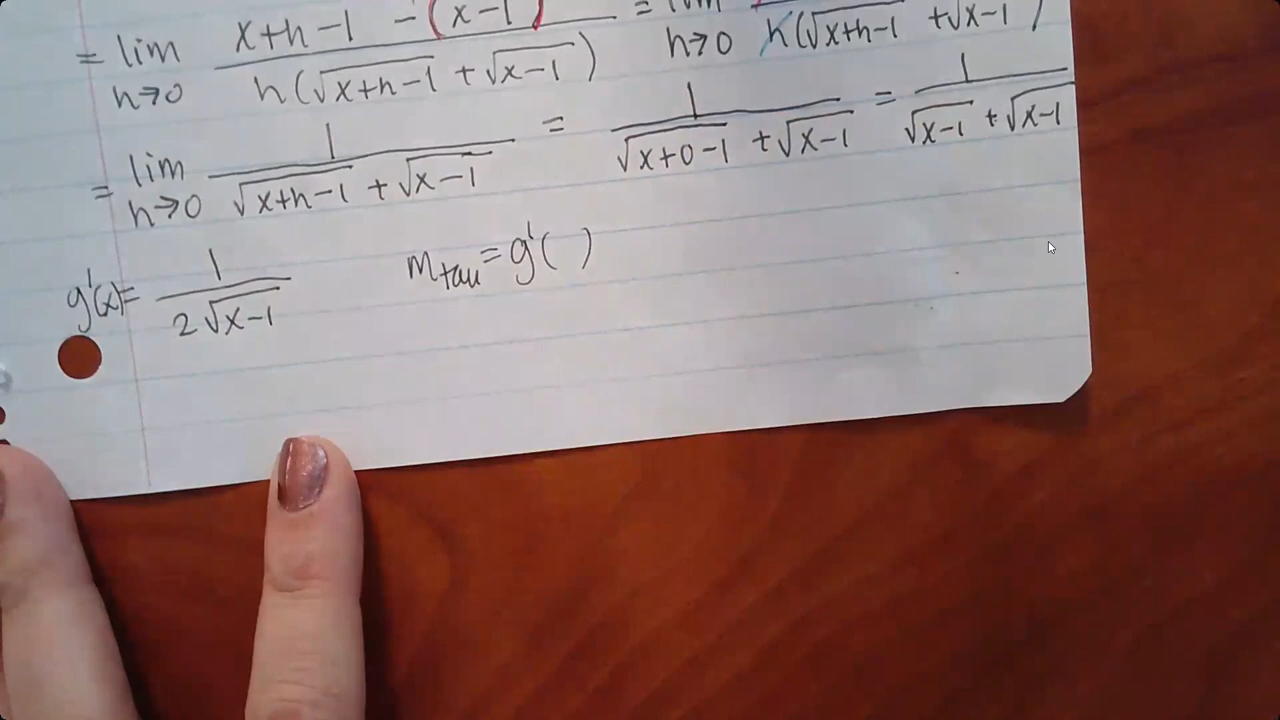 = lim h→0 x+h-1 - (x-1) / h(√x+h-1 + √x-1) = lim h→0 h(√x+h-1 + √x-1)
= lim h→0 1 / √x+h-1 + √x-1 = 1 / √x+0-1 + √x-1 = 1 / √x-1 + √x-1
g'(x) = 1 / 2√x-1 m tau = g'( )